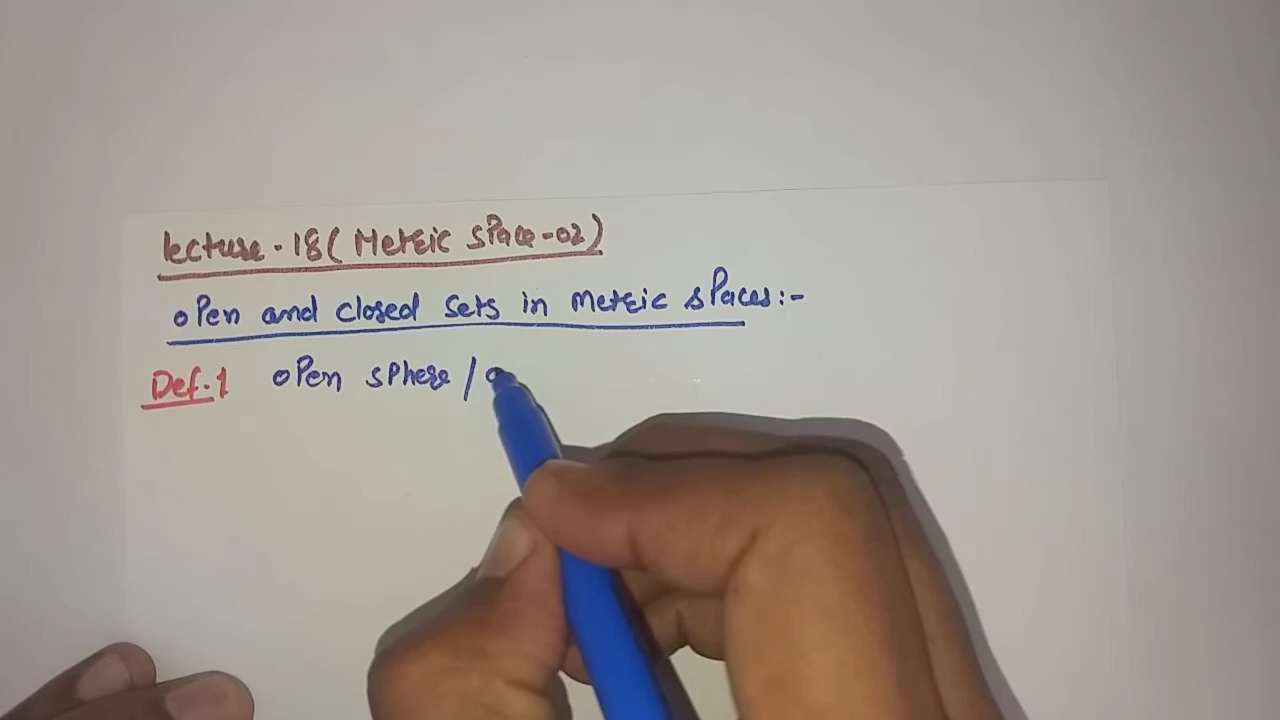 Lecture-18 (Metric space-02)
open and closed sets in metric spaces:-
Def.1 open sphere / o